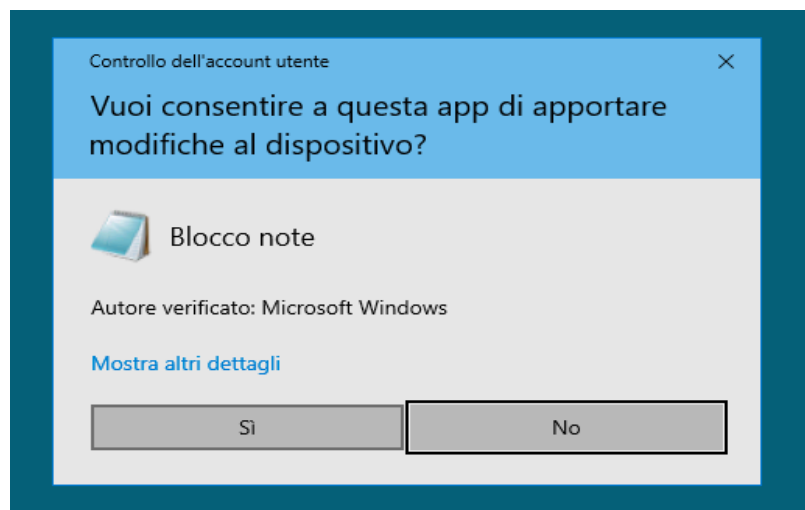 Controllo dell'account utente
Vuoi consentire a questa app di apportare
modifiche al dispositivo?
Blocco note
Autore verificato: Microsoft Windows
Mostra altri dettagli
Sì
No